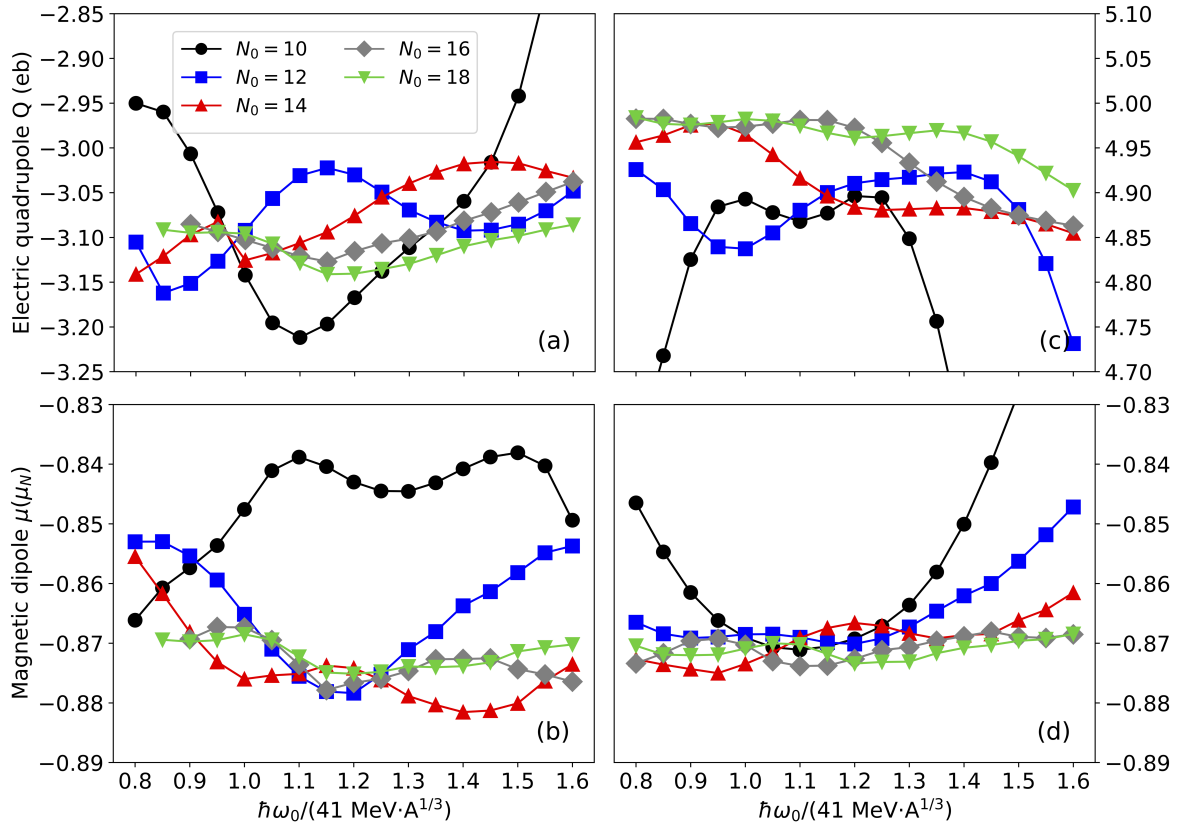 −2.85
−2.90
−2.95
−3.00
−3.05
−3.10
−3.15
−3.20
−3.25
Electric quadrupole Q (eb)
N₀ = 10
N₀ = 12
N₀ = 14
N₀ = 16
N₀ = 18
(a)
5.10
5.05
5.00
4.95
4.90
4.85
4.80
4.75
4.70
(c)
−0.83
−0.84
−0.85
−0.86
−0.87
−0.88
−0.89
Magnetic dipole μ(μ_N)
(b)
0.8 0.9 1.0 1.1 1.2 1.3 1.4 1.5 1.6
ħω₀/(41 MeV·A^{1/3})
−0.83
−0.84
−0.85
−0.86
−0.87
−0.88
−0.89
(d)
0.8 0.9 1.0 1.1 1.2 1.3 1.4 1.5 1.6
ħω₀/(41 MeV·A^{1/3})